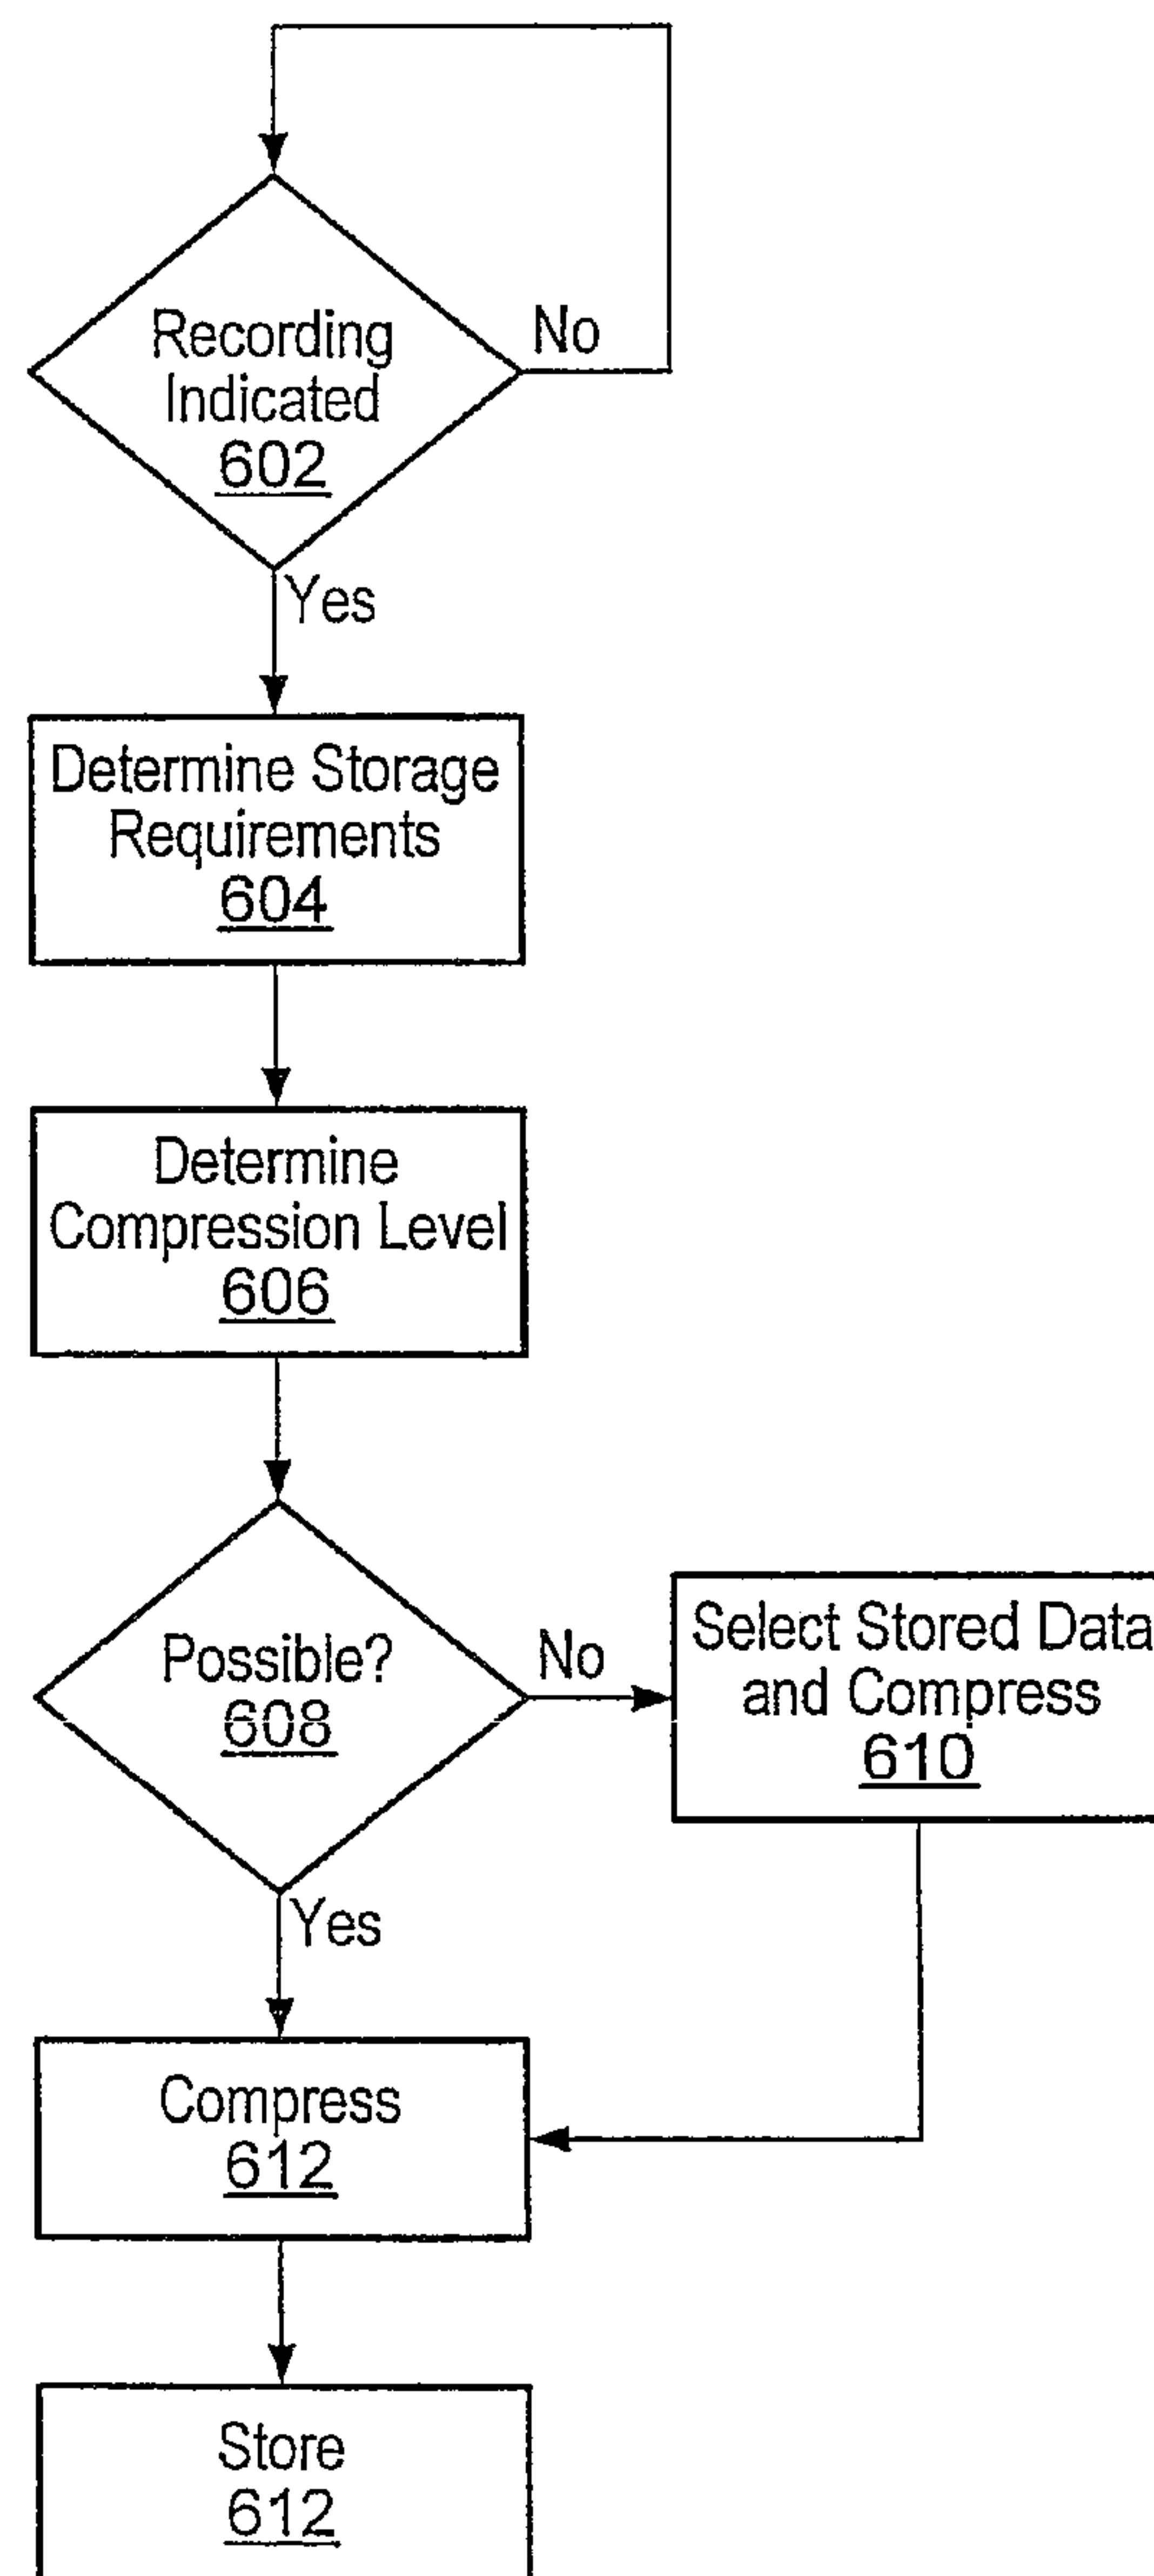 Recording
Indicated
602
No
Yes
Determine Storage
Requirements
604
Determine
Compression Level
606
Possible?
608
No
Select Stored Data
and Compress
610
Yes
Compress
612
Store
612